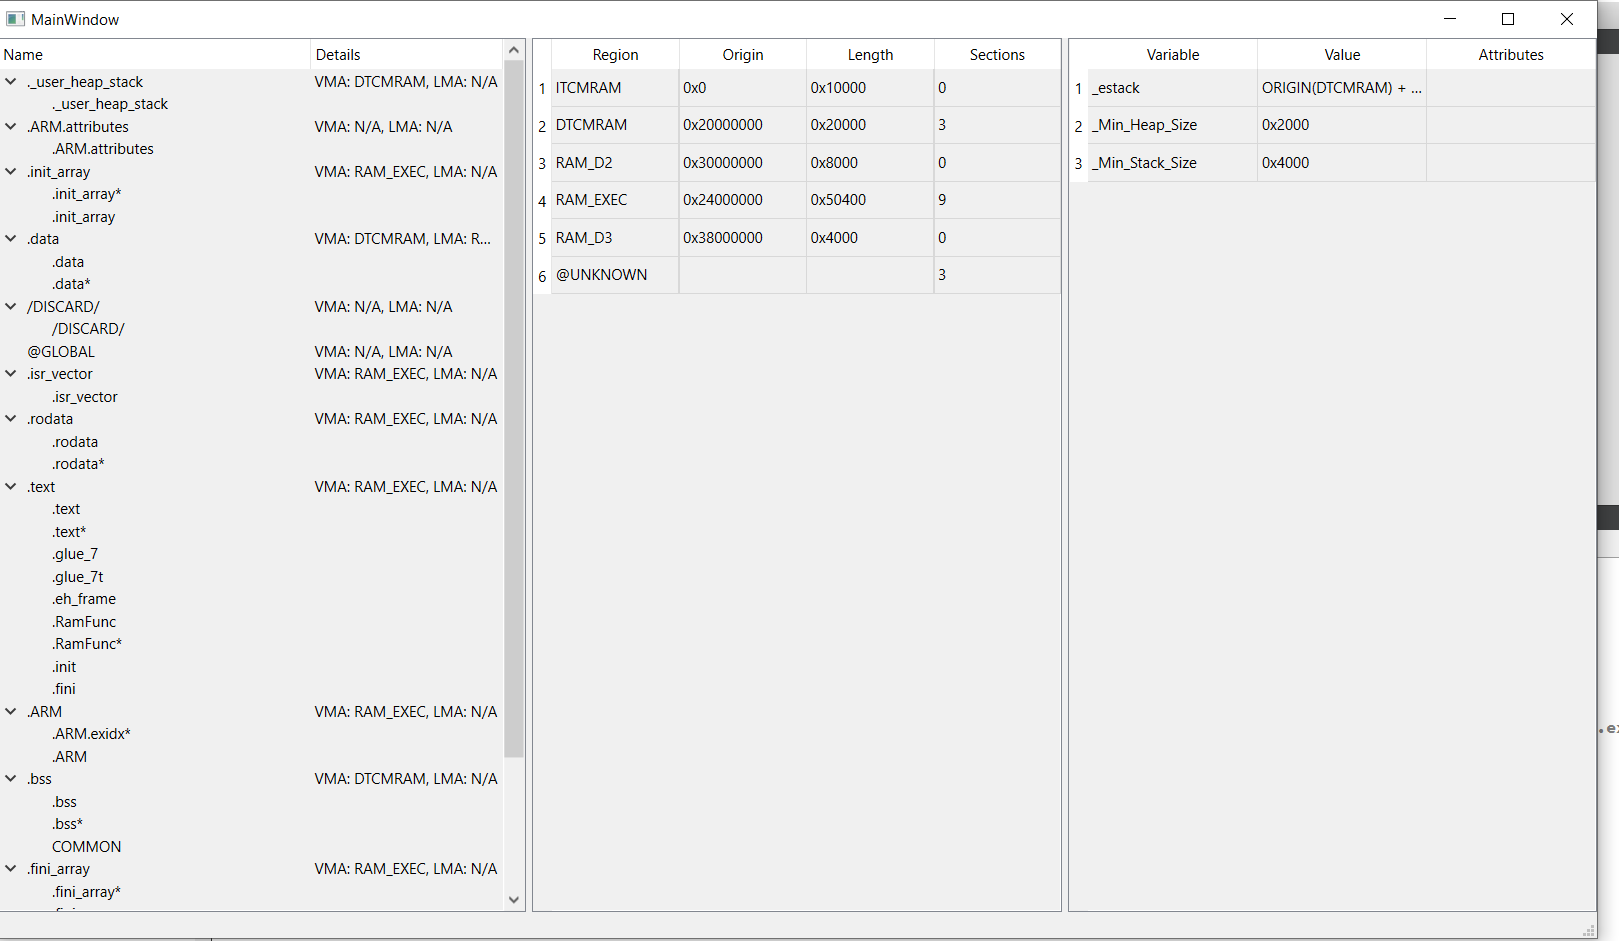 MainWindow
Name Details
._user_heap_stack VMA: DTCMRAM, LMA: N/A
._user_heap_stack
.ARM.attributes VMA: N/A, LMA: N/A
.ARM.attributes
.init_array VMA: RAM_EXEC, LMA: N/A
.init_array*
.init_array
.data VMA: DTCMRAM, LMA: R...
.data
.data*
/DISCARD/ VMA: N/A, LMA: N/A
/DISCARD/
@GLOBAL VMA: N/A, LMA: N/A
.isr_vector VMA: RAM_EXEC, LMA: N/A
.isr_vector
.rodata VMA: RAM_EXEC, LMA: N/A
.rodata
.rodata*
.text VMA: RAM_EXEC, LMA: N/A
.text
.text*
.glue_7
.glue_7t
.eh_frame
.RamFunc
.RamFunc*
.init
.fini
.ARM VMA: RAM_EXEC, LMA: N/A
.ARM.exidx*
.ARM
.bss VMA: DTCMRAM, LMA: N/A
.bss
.bss*
COMMON
.fini_array VMA: RAM_EXEC, LMA: N/A
.fini_array*
Region Origin Length Sections
1 ITCMRAM 0x0 0x10000 0
2 DTCMRAM 0x20000000 0x20000 3
3 RAM_D2 0x30000000 0x8000 0
4 RAM_EXEC 0x24000000 0x50400 9
5 RAM_D3 0x38000000 0x4000 0
6 @UNKNOWN 3
Variable Value Attributes
1 _estack ORIGIN(DTCMRAM) + ...
2 _Min_Heap_Size 0x2000
3 _Min_Stack_Size 0x4000